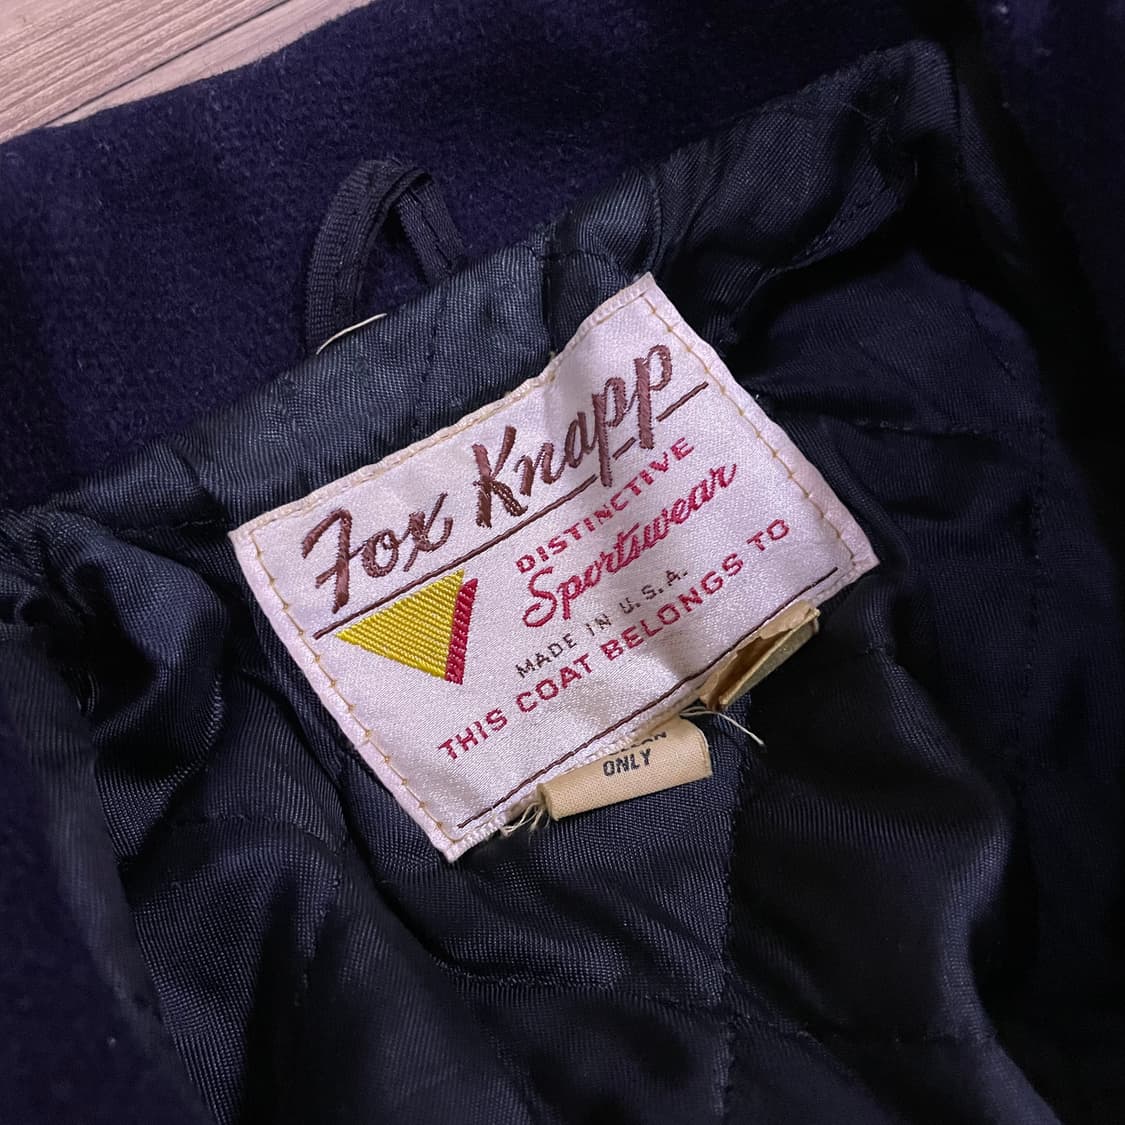 Fox Knapp
DISTINCTIVE
Sportswear
MADE IN U.S.A.
THIS COAT BELONGS TO
ONLY